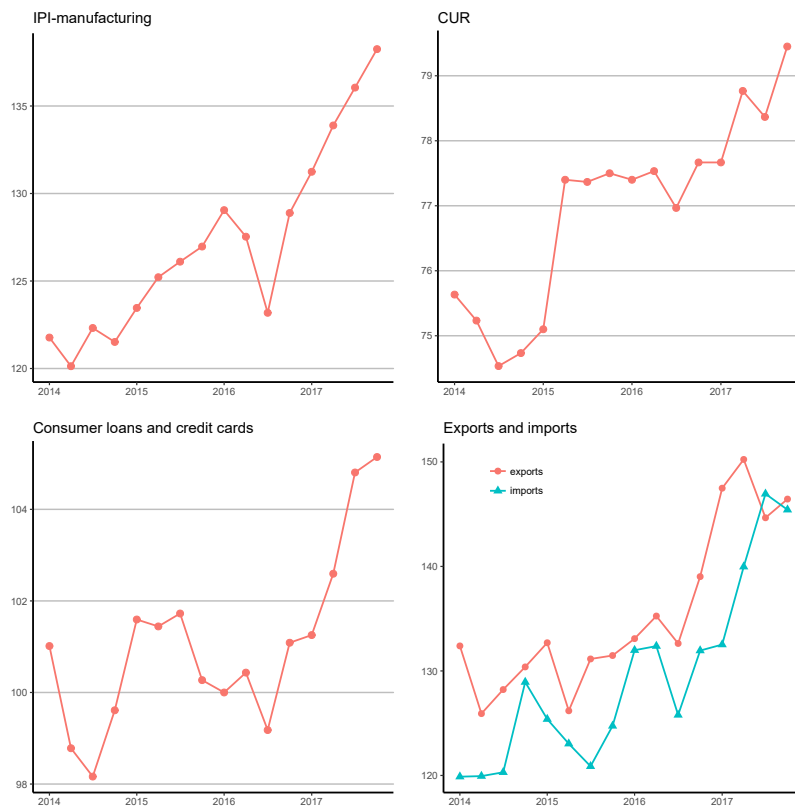 IPI-manufacturing
135
130
125
120
2014 2015 2016 2017
CUR
79
78
77
76
75
2014 2015 2016 2017
Consumer loans and credit cards
104
102
100
98
2014 2015 2016 2017
Exports and imports
exports
imports
150
140
130
120
2014 2015 2016 2017